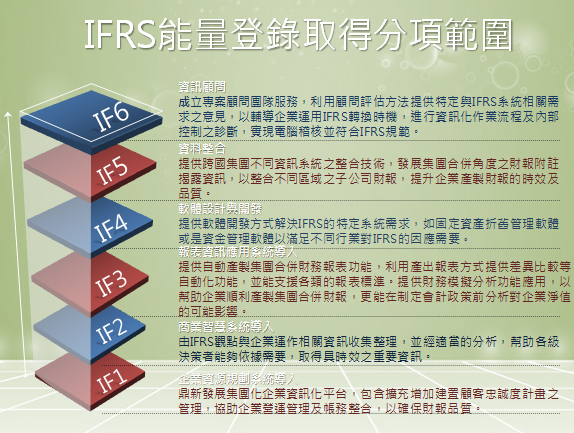 IFRS能量登錄取得分項範圍
IF6
資訊顧問
成立專案顧問團隊服務，利用顧問評估方法提供特定與IFRS系統相關需
求之意見，以輔導企業運用IFRS轉換時機，進行資訊化作業流程及內部
控制之診斷，實現電腦稽核並符合IFRS規範。
IF5
資料整合
提供跨國集團不同資訊系統之整合技術，發展集團合併角度之財報附註
揭露資訊，以整合不同區域之子公司財報，提升企業產製財報的時效及
品質。
IF4
軟體設計與開發
提供軟體開發方式解決IFRS的特定系統需求，如固定資產折舊管理軟體
或是資金管理軟體以滿足不同行業對IFRS的因應需要。
IF3
報表資訊應用系統導入
提供自動產製集團合併財務報表功能，利用產出報表方式提供差異比較等
自動化功能，並能支援各類的報表標準。提供財務模擬分析功能應用，以
幫助企業順利產製集團合併財報，更能在制定會計政策前分析對企業淨值
的可能影響。
IF2
商業智慧系統導入
由IFRS觀點與企業運作相關資訊收集整理，並經適當的分析，幫助各級
決策者能夠依據需要，取得具時效之重要資訊。
IF1
企業資源規劃系統導入
鼎新發展集團化企業資訊化平台，包含擴充增加建置顧客忠誠度計畫之
管理，協助企業營運管理及帳務整合，以確保財報品質。